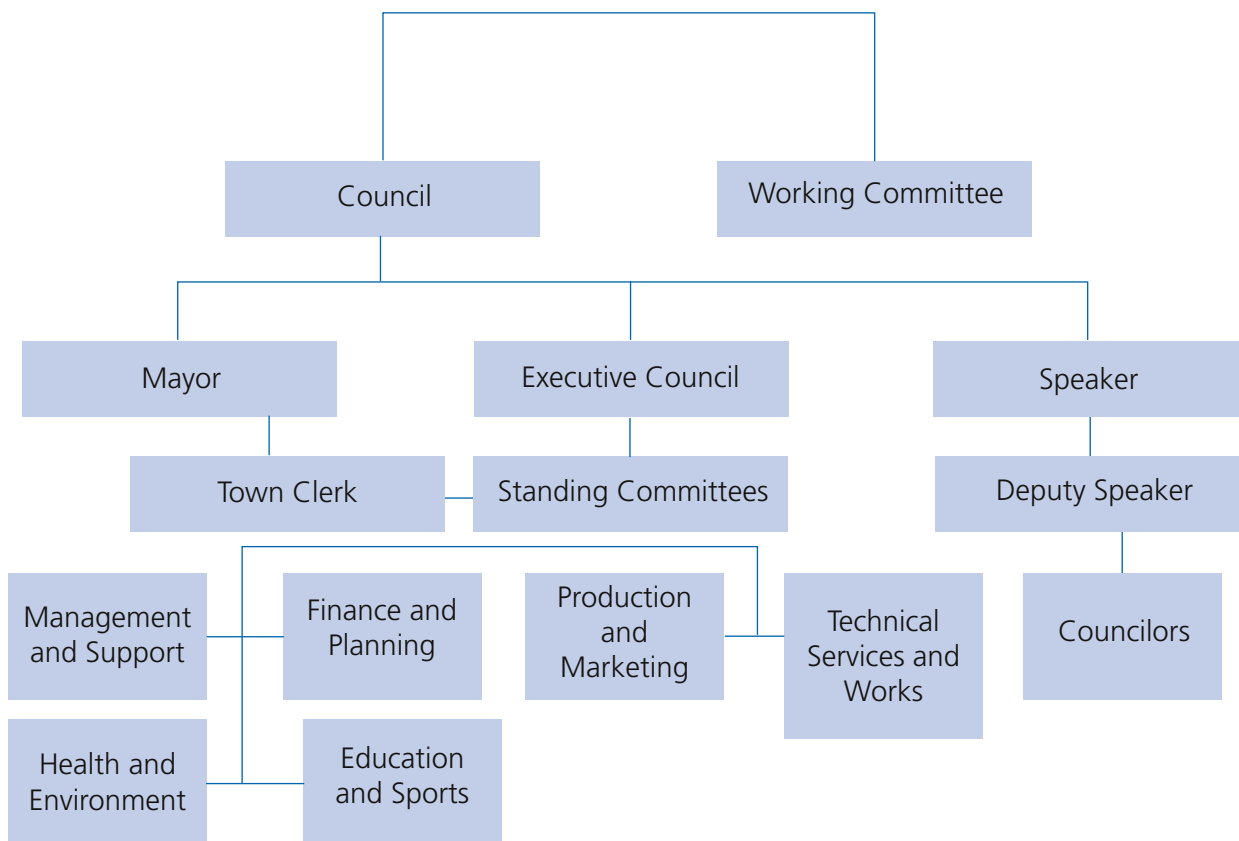 Council
Working Committee
Mayor
Executive Council
Speaker
Town Clerk
Standing Committees
Deputy Speaker
Management
and Support
Finance and
Planning
Production
and
Marketing
Technical
Services and
Works
Councilors
Health and
Environment
Education
and Sports